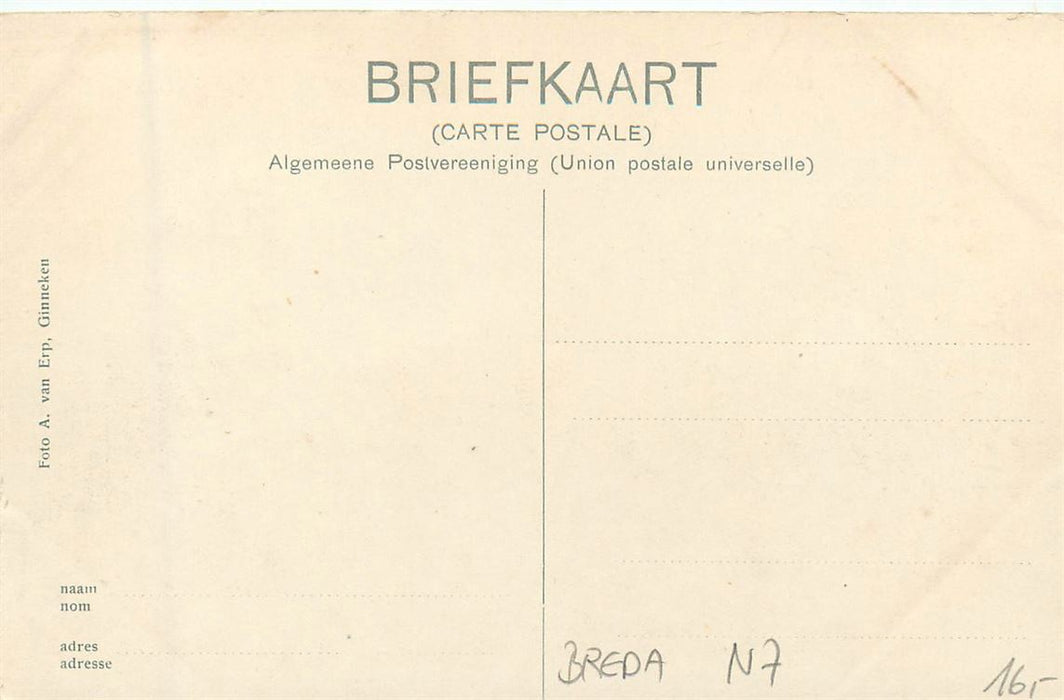 BRIEFKAART
(CARTE POSTALE)
Algemeene Postvereeniging (Union postale universelle)
Foto A. van Erp, Ginneken
naam
nom
adres
adresse
BREDA N7
16,-